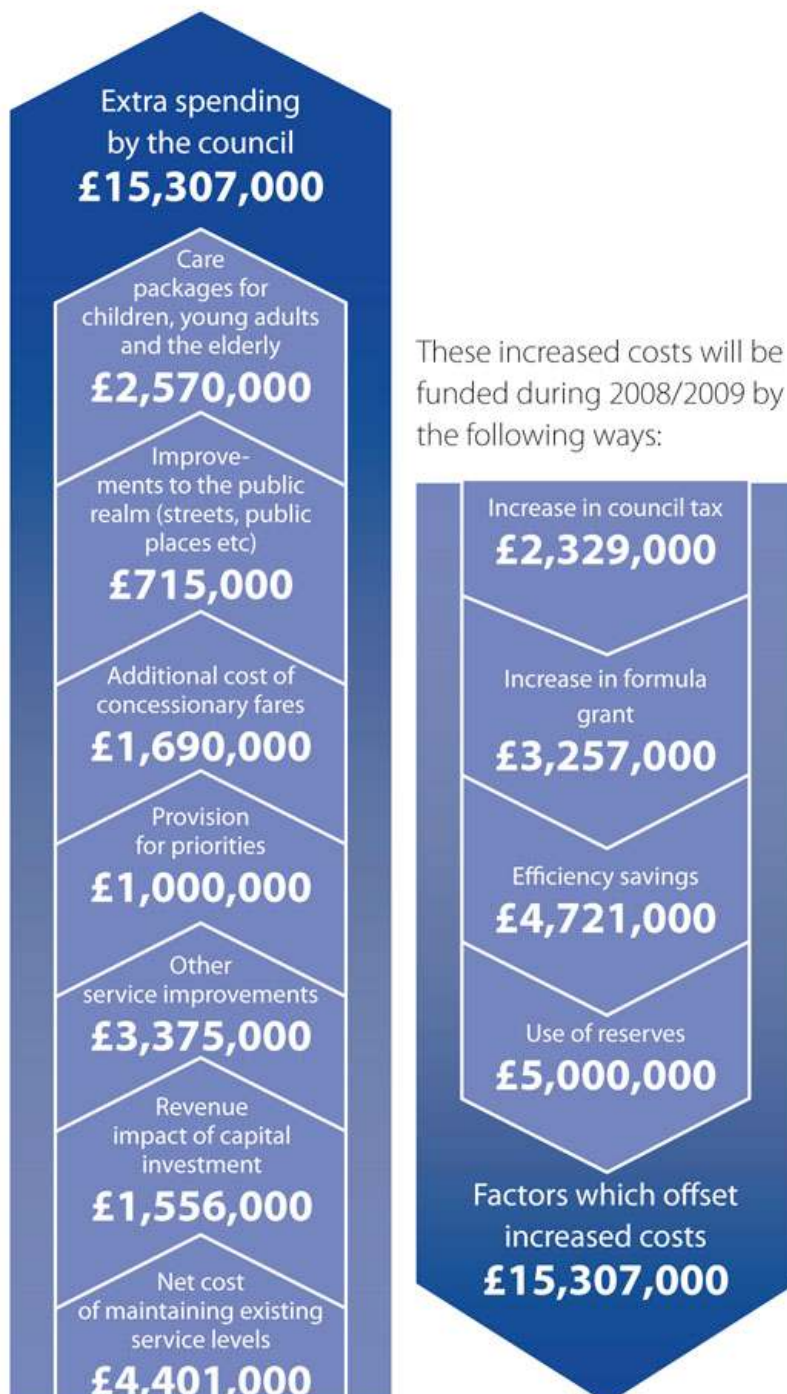 Extra spending
by the council
£15,307,000
Care
packages for
children, young adults
and the elderly
£2,570,000
Improve-
ments to the public
realm (streets, public
places etc)
£715,000
Additional cost of
concessionary fares
£1,690,000
Provision
for priorities
£1,000,000
Other
service improvements
£3,375,000
Revenue
impact of capital
investment
£1,556,000
Net cost
of maintaining existing
service levels
£4,401,000
These increased costs will be
funded during 2008/2009 by
the following ways:
Increase in council tax
£2,329,000
Increase in formula
grant
£3,257,000
Efficiency savings
£4,721,000
Use of reserves
£5,000,000
Factors which offset
increased costs
£15,307,000